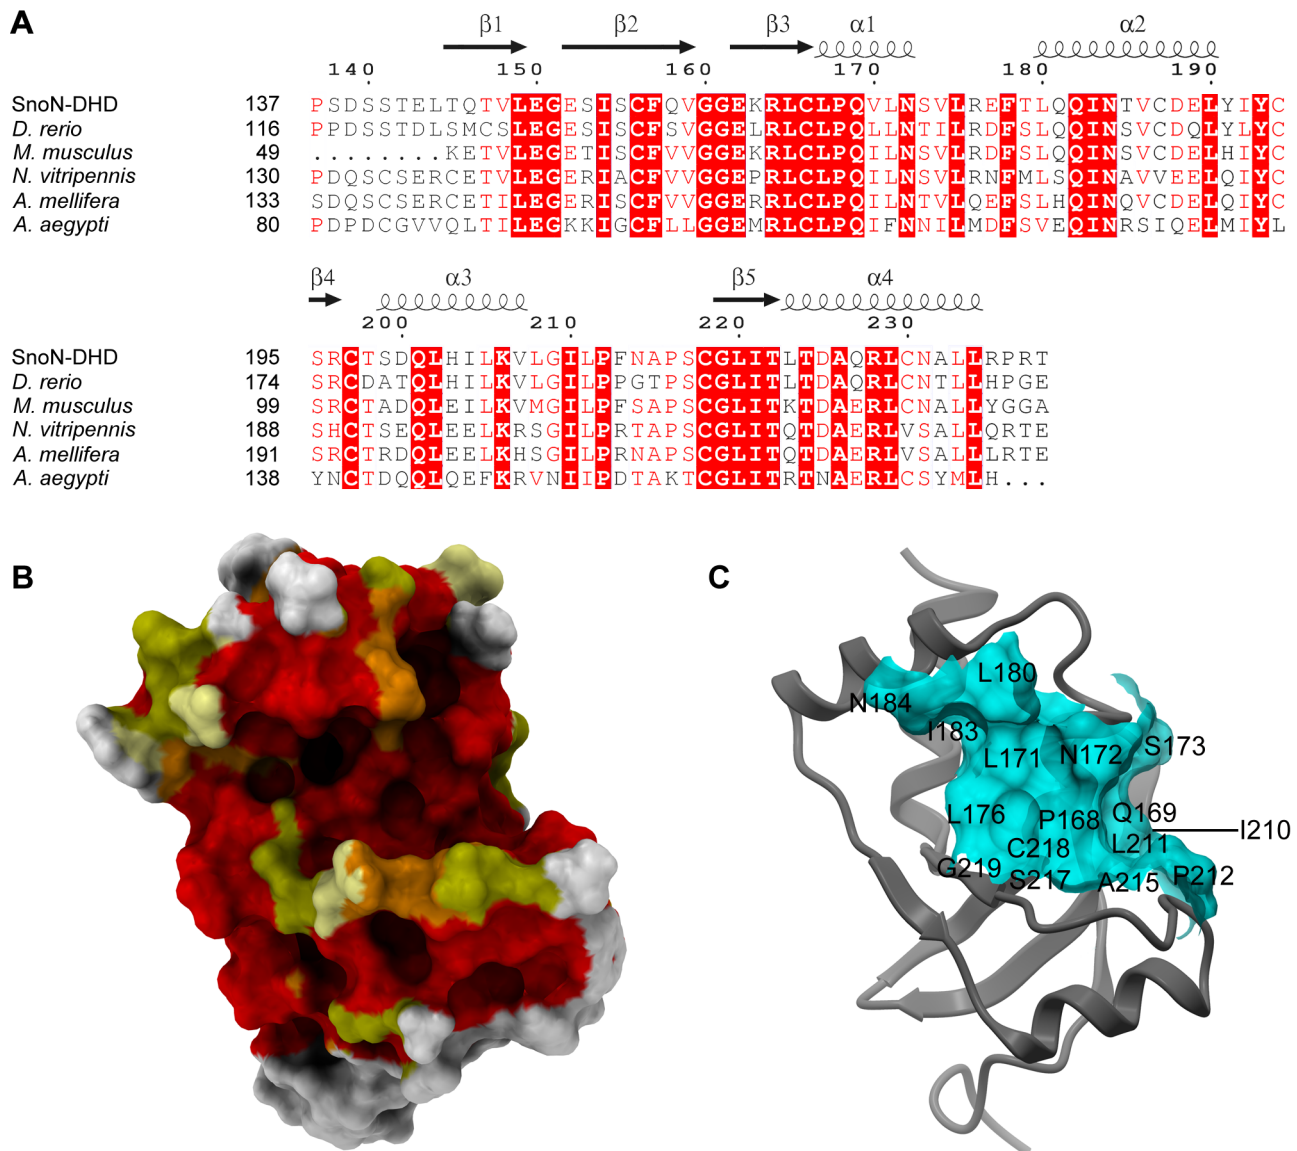 A
β1 β2 β3 α1 α2
140 150 160 170 180 190
SnoN-DHD 137 PSDSSTELTQTVLEGESISCFQVGGEKRLCLPQVLNSVLREFTLQQINTVCDELYIYC
D. rerio 116 PPDSSTDLSMCSLEGESISCFSVGGELRLCLPQLLNTILRDFSLQQINSVCDQLYLYC
M. musculus 49 ........KETVLEGETISCFVVGGEKRLCLPQILNSVLRDFSLQQINSVCDELHIYC
N. vitripennis 130 PDQSCSERCETVLEGERIACFVVGGEPRLCLPQILNSVLRNFMLSQINAVVEELQIYC
A. mellifera 133 SDQSCSERCETILEGERISCFVVGGERRLCLPQILNTVLQEFSLHQINQVCDELQIYC
A. aegypti 80 PDPDCGVVQLTILEGKKIGCFLLGGEMRLCLPQIFNNILMDFSVEQINRSIQELMIYL
β4 α3 β5 α4
200 210 220 230
SnoN-DHD 195 SRCTSDQLHILKVLGILPFNAPSCGLITLTDAQRLCNALLRPRT
D. rerio 174 SRCDATQLHILKVLGILPPGTPSCGLITLTDAQRLCNTLLHPGE
M. musculus 99 SRCTADQLEILKVMGILPFSAPSCGLITKTDAERLCNALLYGGA
N. vitripennis 188 SHCTSEQLEELKRSGILPRTAPSCGLITQTDAERLVSALLQRTE
A. mellifera 191 SRCTRDQLEELKHSGILPRNAPSCGLITQTDAERLVSALLLRTE
A. aegypti 138 YNCTDQQLQEFKRVNIIPDTAKTCGLITRTNAERLCSYMLH...
B
C
L180
N184
I183
S173
L171
N172
L176
P168
Q169
I210
L211
C218
G219
S217
A215
P212